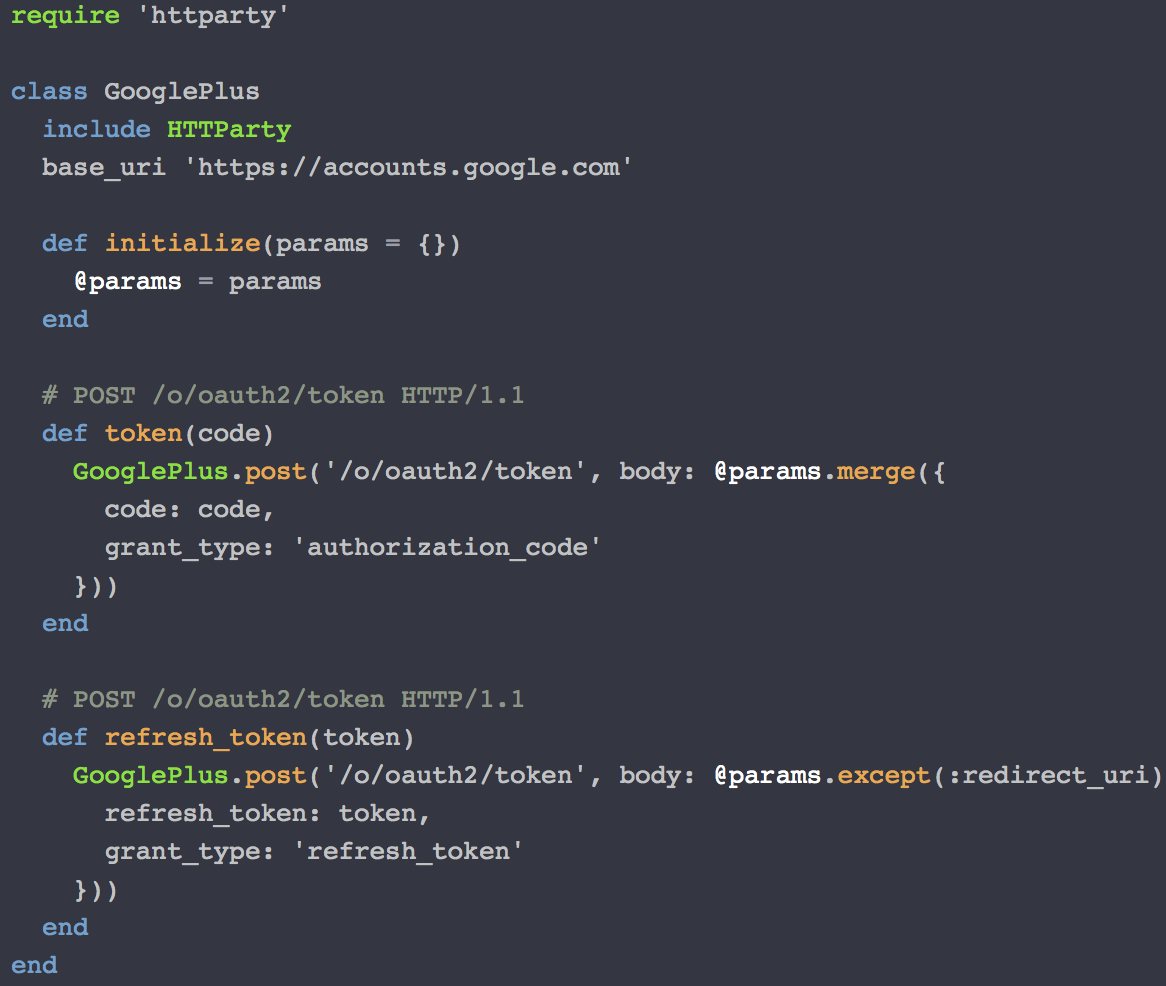 require 'httparty'

class GooglePlus
  include HTTParty
  base_uri 'https://accounts.google.com'

  def initialize(params = {})
    @params = params
  end

  # POST /o/oauth2/token HTTP/1.1
  def token(code)
    GooglePlus.post('/o/oauth2/token', body: @params.merge({
      code: code,
      grant_type: 'authorization_code'
    }))
  end

  # POST /o/oauth2/token HTTP/1.1
  def refresh_token(token)
    GooglePlus.post('/o/oauth2/token', body: @params.except(:redirect_uri)
      refresh_token: token,
      grant_type: 'refresh_token'
    }))
  end
end